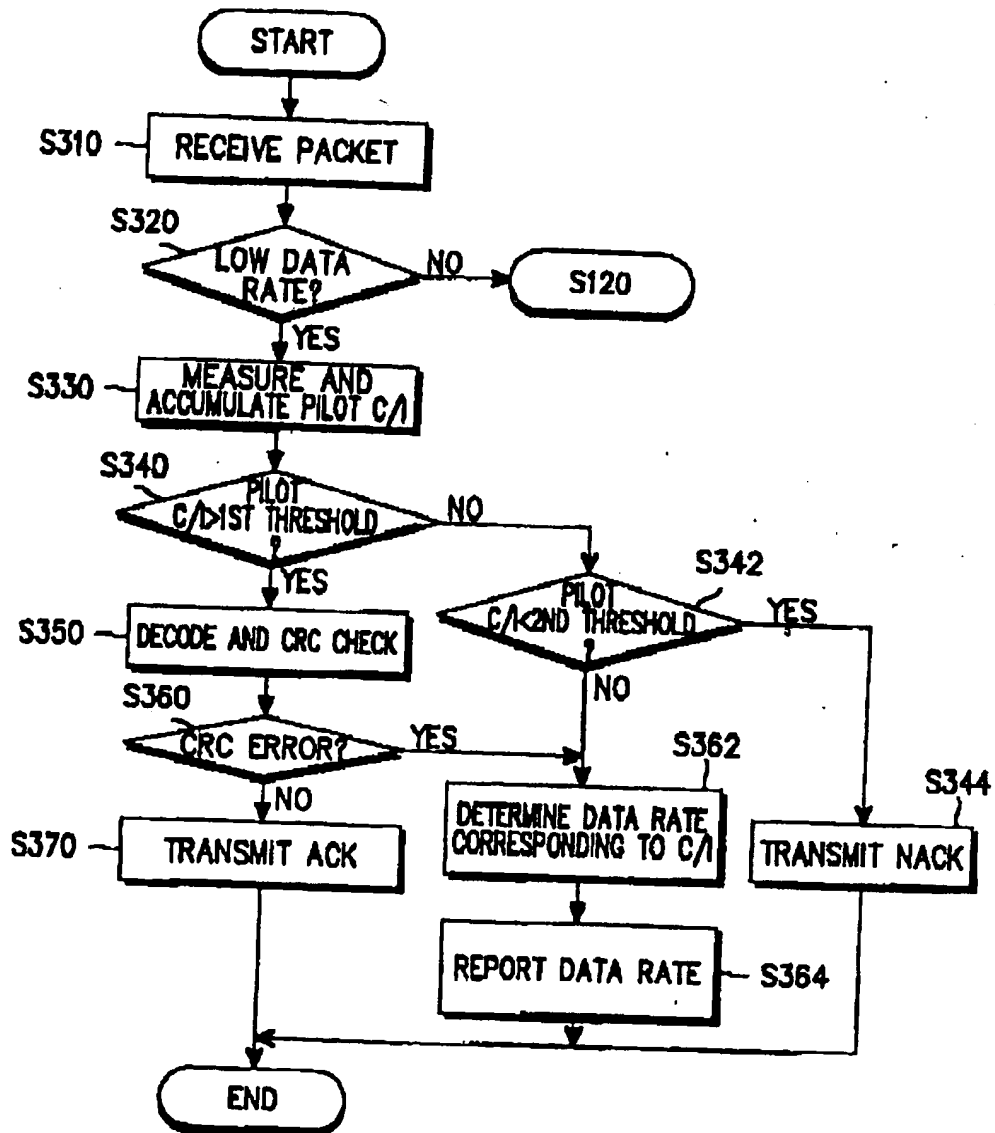 START
S310
RECEIVE PACKET
S320
LOW DATA
RATE?
NO
S120
YES
S330
MEASURE AND
ACCUMULATE PILOT C/I
S340
PILOT
C/I>1ST THRESHOLD
?
NO
YES
S342
PILOT
C/I<2ND THRESHOLD
?
YES
NO
S350
DECODE AND CRC CHECK
S360
CRC ERROR?
YES
NO
S362
DETERMINE DATA RATE
CORRESPONDING TO C/I
S344
TRANSMIT NACK
S370
TRANSMIT ACK
REPORT DATA RATE
S364
END